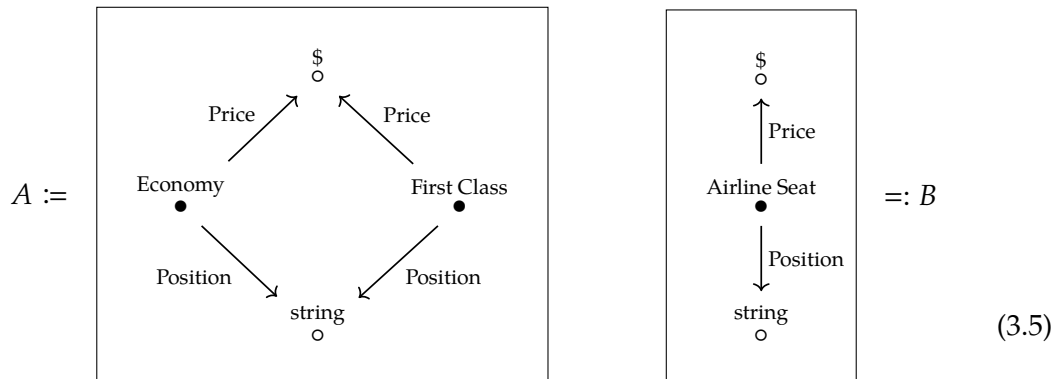 $
Price Price
Economy First Class
A :=
Position Position
string
$
Price
Airline Seat
=: B
Position
string
(3.5)